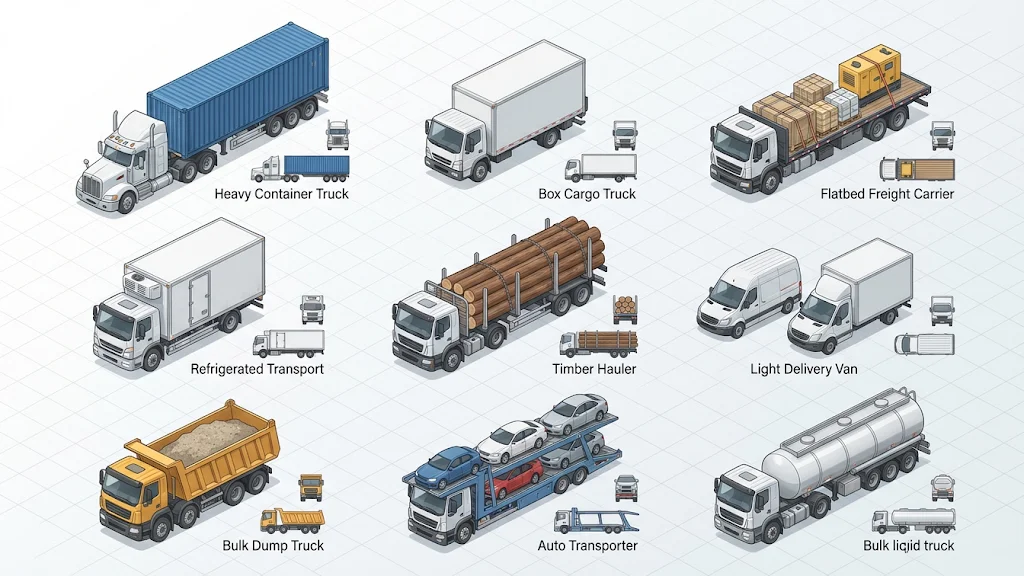 Heavy Container Truck
Box Cargo Truck
Flatbed Freight Carrier
Refrigerated Transport
Timber Hauler
Light Delivery Van
Bulk Dump Truck
Auto Transporter
Bulk liqid truck